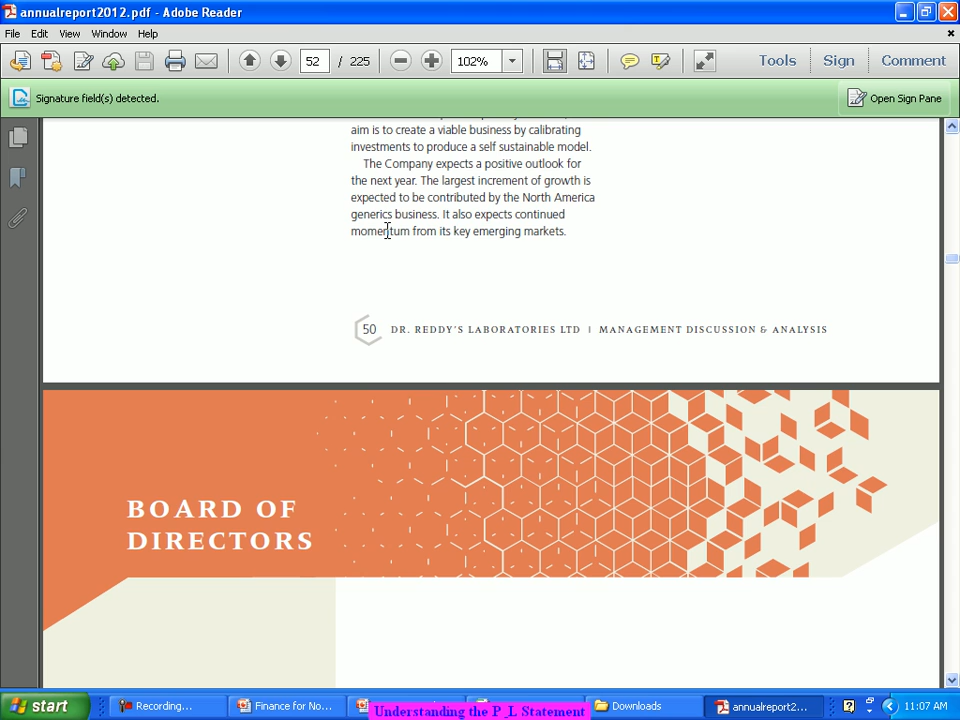 annualreport2012.pdf - Adobe Reader
File Edit View Window Help
52 / 225 102% Tools Sign Comment
Signature field(s) detected. Open Sign Pane
aim is to create a viable business by calibrating
investments to produce a self sustainable model.
The Company expects a positive outlook for
the next year. The largest increment of growth is
expected to be contributed by the North America
generics business. It also expects continued
momentum from its key emerging markets.
50 DR. REDDY'S LABORATORIES LTD | MANAGEMENT DISCUSSION & ANALYSIS
BOARD OF
DIRECTORS
start Recording... Finance for No... Downloads annualreport2... 11:07 AM
Understanding the P_L Statement